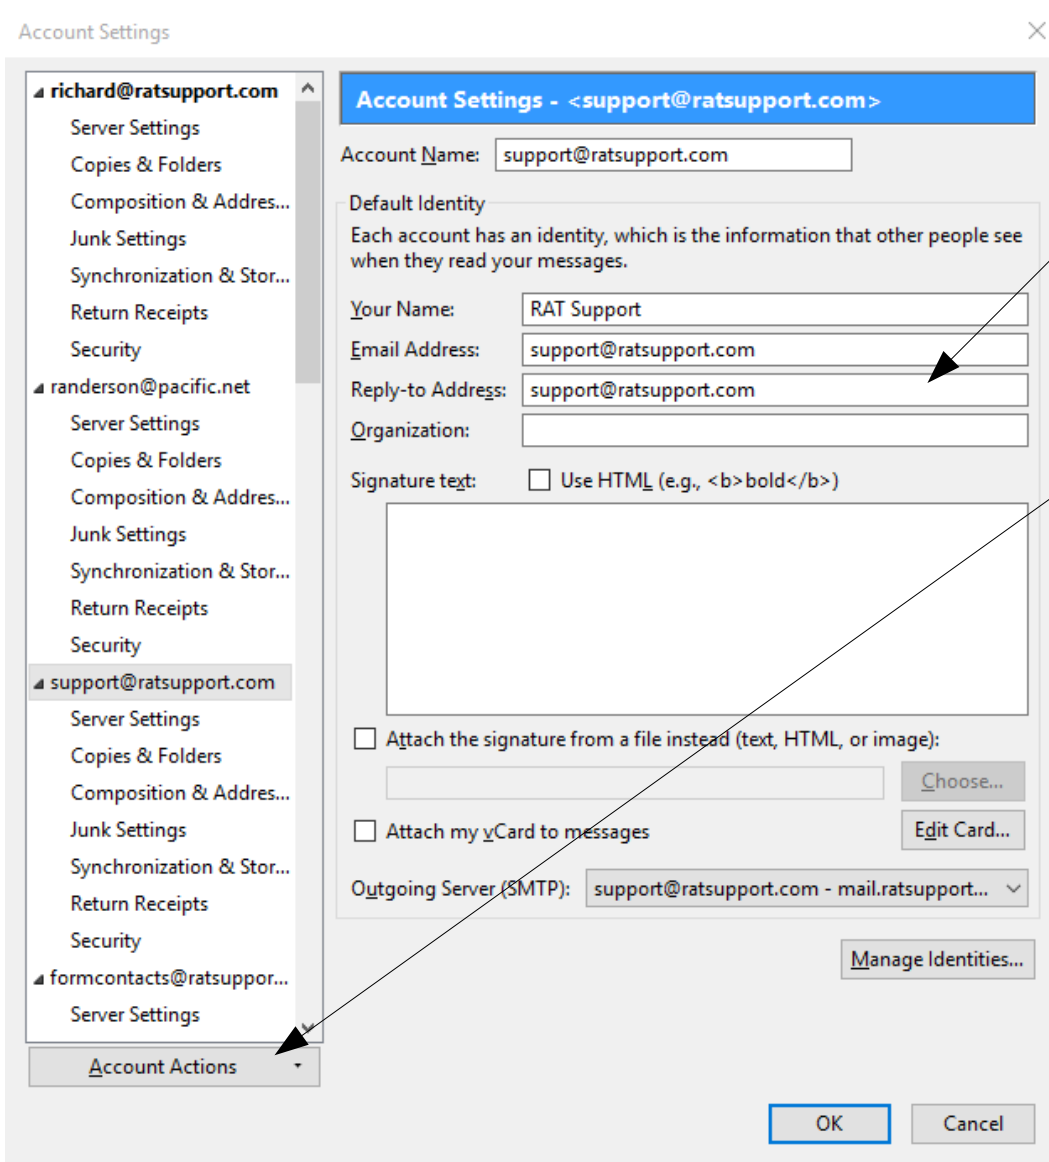 Account Settings
richard@ratsupport.com
Server Settings
Copies & Folders
Composition & Addres...
Junk Settings
Synchronization & Stor...
Return Receipts
Security
randerson@pacific.net
Server Settings
Copies & Folders
Composition & Addres...
Junk Settings
Synchronization & Stor...
Return Receipts
Security
support@ratsupport.com
Server Settings
Copies & Folders
Composition & Addres...
Junk Settings
Synchronization & Stor...
Return Receipts
Security
formcontacts@ratsuppor...
Server Settings
Account Actions
Account Settings - <support@ratsupport.com>
Account Name: support@ratsupport.com
Default Identity
Each account has an identity, which is the information that other people see
when they read your messages.
Your Name: RAT Support
Email Address: support@ratsupport.com
Reply-to Address: support@ratsupport.com
Organization:
Signature text: Use HTML (e.g., <b>bold</b>)
Attach the signature from a file instead (text, HTML, or image):
Choose...
Attach my vCard to messages Edit Card...
Outgoing Server (SMTP): support@ratsupport.com - mail.ratsupport...
Manage Identities...
OK Cancel